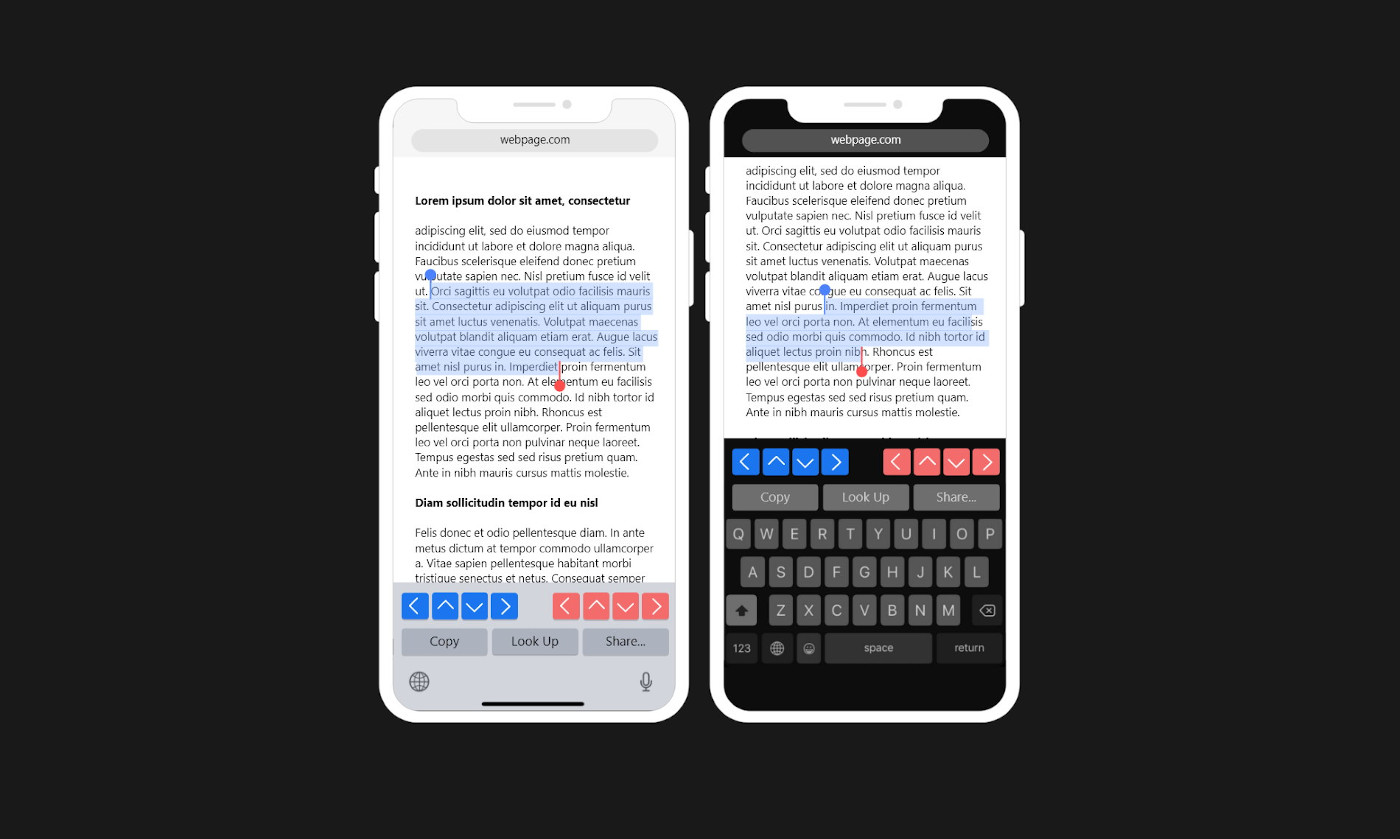 webpage.com
Lorem ipsum dolor sit amet, consectetur
adipiscing elit, sed do eiusmod tempor
incididunt ut labore et dolore magna aliqua.
Faucibus scelerisque eleifend donec pretium
vulputate sapien nec. Nisl pretium fusce id velit
ut. Orci sagittis eu volutpat odio facilisis mauris
sit. Consectetur adipiscing elit ut aliquam purus
sit amet luctus venenatis. Volutpat maecenas
volutpat blandit aliquam etiam erat. Augue lacus
viverra vitae congue eu consequat ac felis. Sit
amet nisl purus in. Imperdiet proin fermentum
leo vel orci porta non. At elementum eu facilisis
sed odio morbi quis commodo. Id nibh tortor id
aliquet lectus proin nibh. Rhoncus est
pellentesque elit ullamcorper. Proin fermentum
leo vel orci porta non pulvinar neque laoreet.
Tempus egestas sed sed risus pretium quam.
Ante in nibh mauris cursus mattis molestie.
Diam sollicitudin tempor id eu nisl
Felis donec et odio pellentesque diam. In ante
metus dictum at tempor commodo ullamcorper
a. Vitae sapien pellentesque habitant morbi
tristique senectus et netus. Consequat semper
Copy Look Up Share...
webpage.com
adipiscing elit, sed do eiusmod tempor
incididunt ut labore et dolore magna aliqua.
Faucibus scelerisque eleifend donec pretium
vulputate sapien nec. Nisl pretium fusce id velit
ut. Orci sagittis eu volutpat odio facilisis mauris
sit. Consectetur adipiscing elit ut aliquam purus
sit amet luctus venenatis. Volutpat maecenas
volutpat blandit aliquam etiam erat. Augue lacus
viverra vitae congue eu consequat ac felis. Sit
amet nisl purus in. Imperdiet proin fermentum
leo vel orci porta non. At elementum eu facilisis
sed odio morbi quis commodo. Id nibh tortor id
aliquet lectus proin nibh. Rhoncus est
pellentesque elit ullamcorper. Proin fermentum
leo vel orci porta non pulvinar neque laoreet.
Tempus egestas sed sed risus pretium quam.
Ante in nibh mauris cursus mattis molestie.
Copy Look Up Share...
Q W E R T Y U I O P
A S D F G H J K L
Z X C V B N M
123 space return